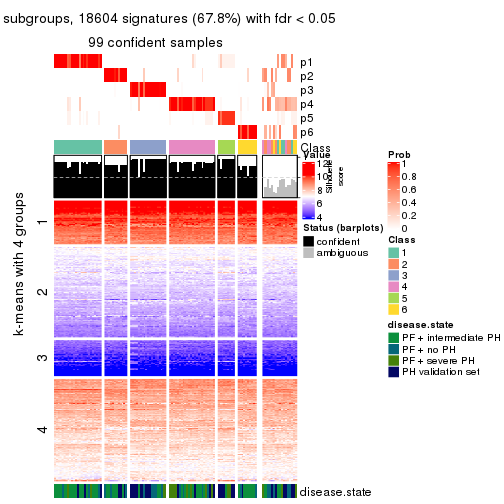 subgroups, 18604 signatures (67.8%) with fdr < 0.05
99 confident samples
p1
p2
p3
p4
p5
p6
Class
silhouette
score
k-means with 4 groups
1
2
3
4
disease.state
Value
12
10
8
6
4
Status (barplots)
confident
ambiguous
Prob
1
0.8
0.6
0.4
0.2
0
Class
1
2
3
4
5
6
disease.state
PF + intermediate PH
PF + no PH
PF + severe PH
PH validation set